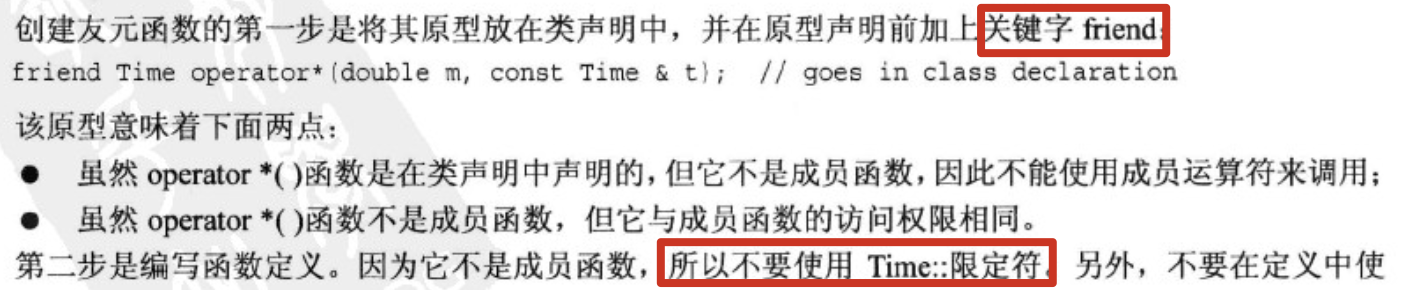 创建友元函数的第一步是将其原型放在类声明中，并在原型声明前加上关键字 friend：
friend Time operator*(double m, const Time & t); // goes in class declaration
该原型意味着下面两点：
● 虽然 operator *( )函数是在类声明中声明的，但它不是成员函数，因此不能使用成员运算符来调用；
● 虽然 operator *( )函数不是成员函数，但它与成员函数的访问权限相同。
第二步是编写函数定义。因为它不是成员函数，所以不要使用 Time::限定符。另外，不要在定义中使